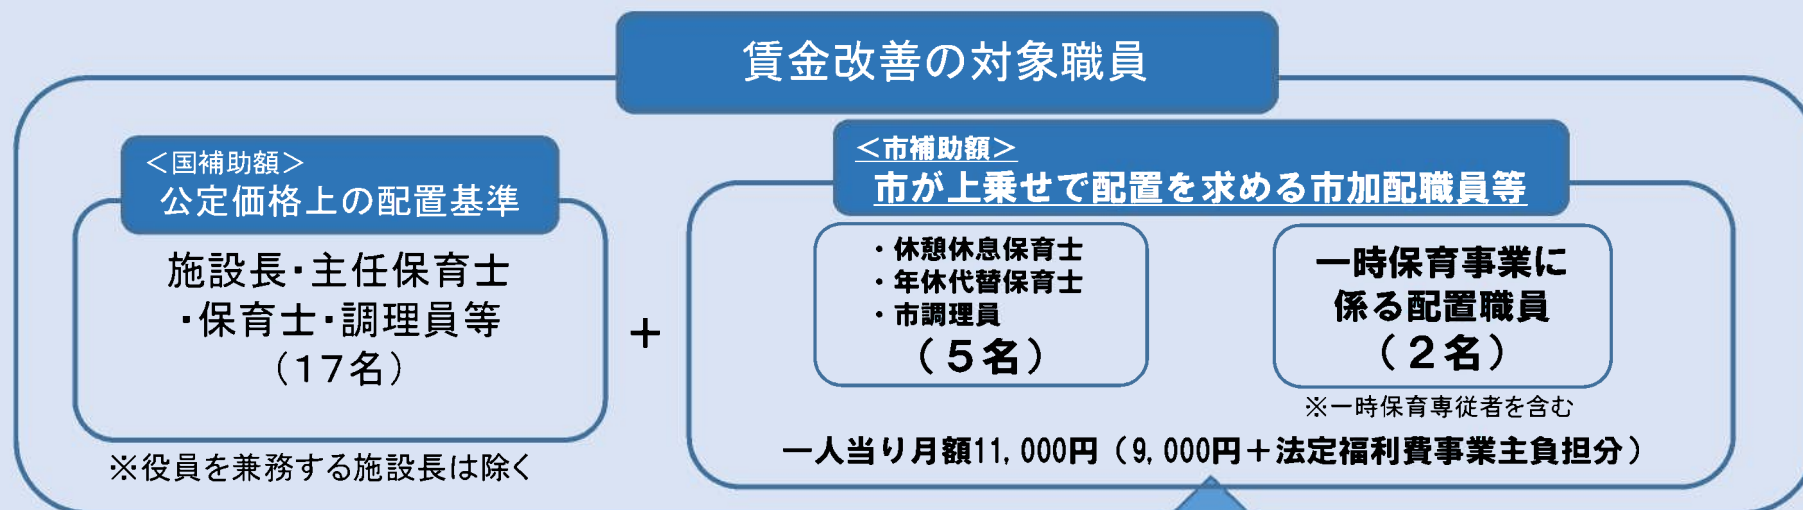 賃金改善の対象職員
＜国補助額＞
公定価格上の配置基準
施設長・主任保育士
・保育士・調理員等
（17名）
※役員を兼務する施設長は除く
＋
＜市補助額＞
市が上乗せで配置を求める市加配職員等
・休憩休息保育士
・年休代替保育士
・市調理員
（５名）
一時保育事業に
係る配置職員
（２名）
※一時保育専従者を含む
一人当り月額11,000円（9,000円＋法定福利費事業主負担分）